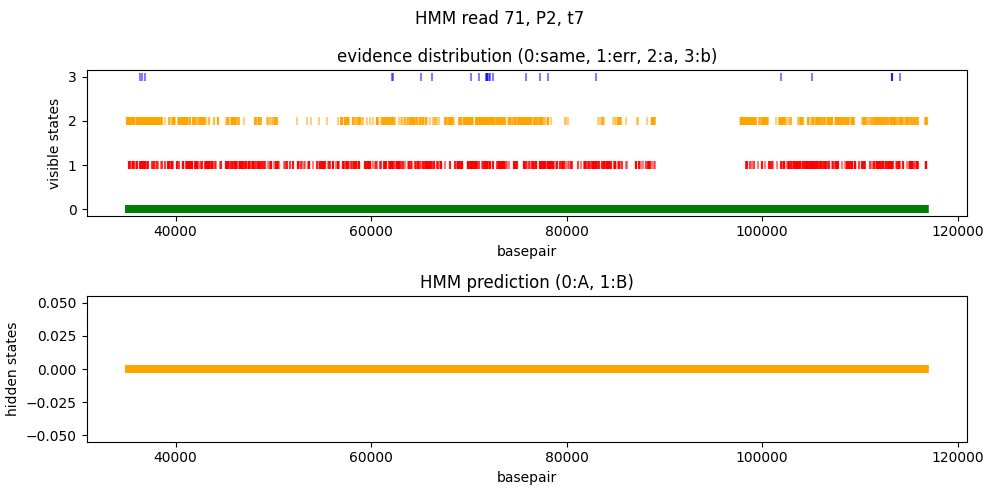 HMM read 71, P2, t7
evidence distribution (0:same, 1:err, 2:a, 3:b)
visible states
3
2
1
0
40000 60000 80000 100000 120000
basepair
HMM prediction (0:A, 1:B)
hidden states
0.050
0.025
0.000
−0.025
−0.050
40000 60000 80000 100000 120000
basepair